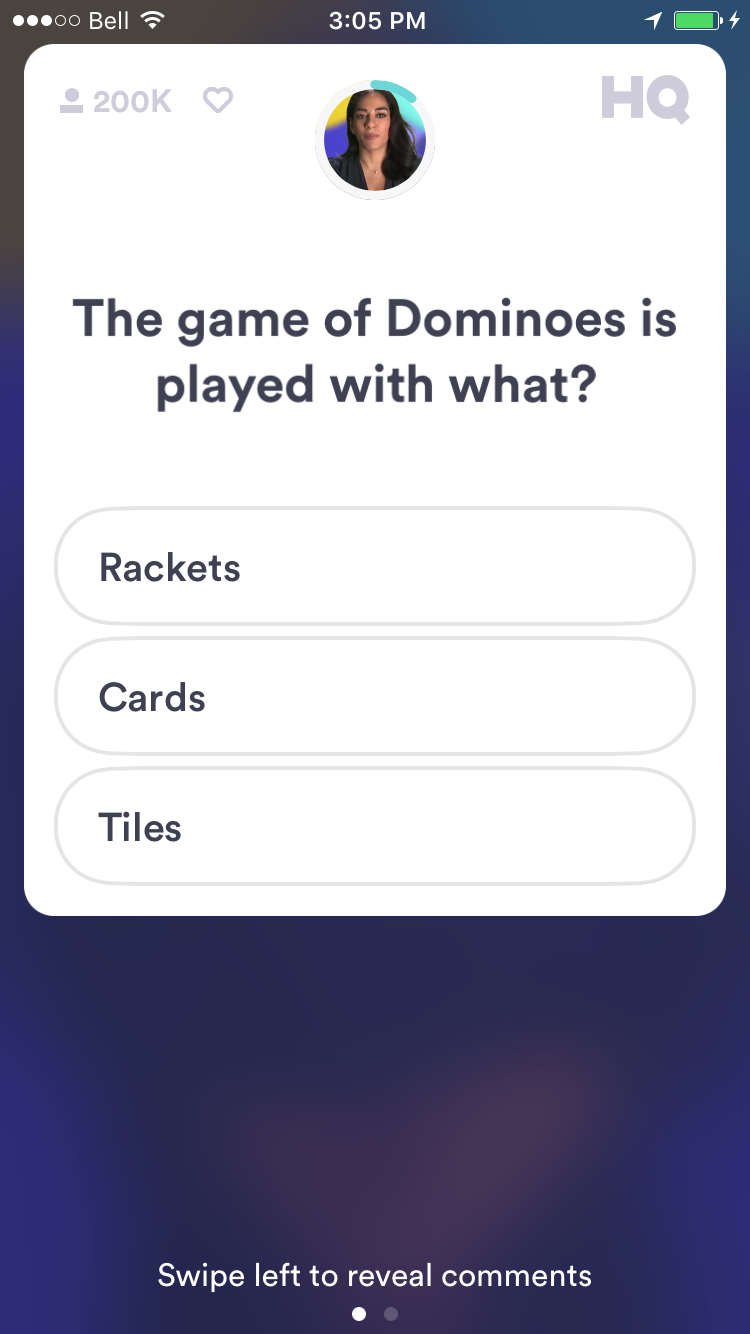 Bell 3:05 PM
200K HQ
The game of Dominoes is
played with what?
Rackets
Cards
Tiles
Swipe left to reveal comments